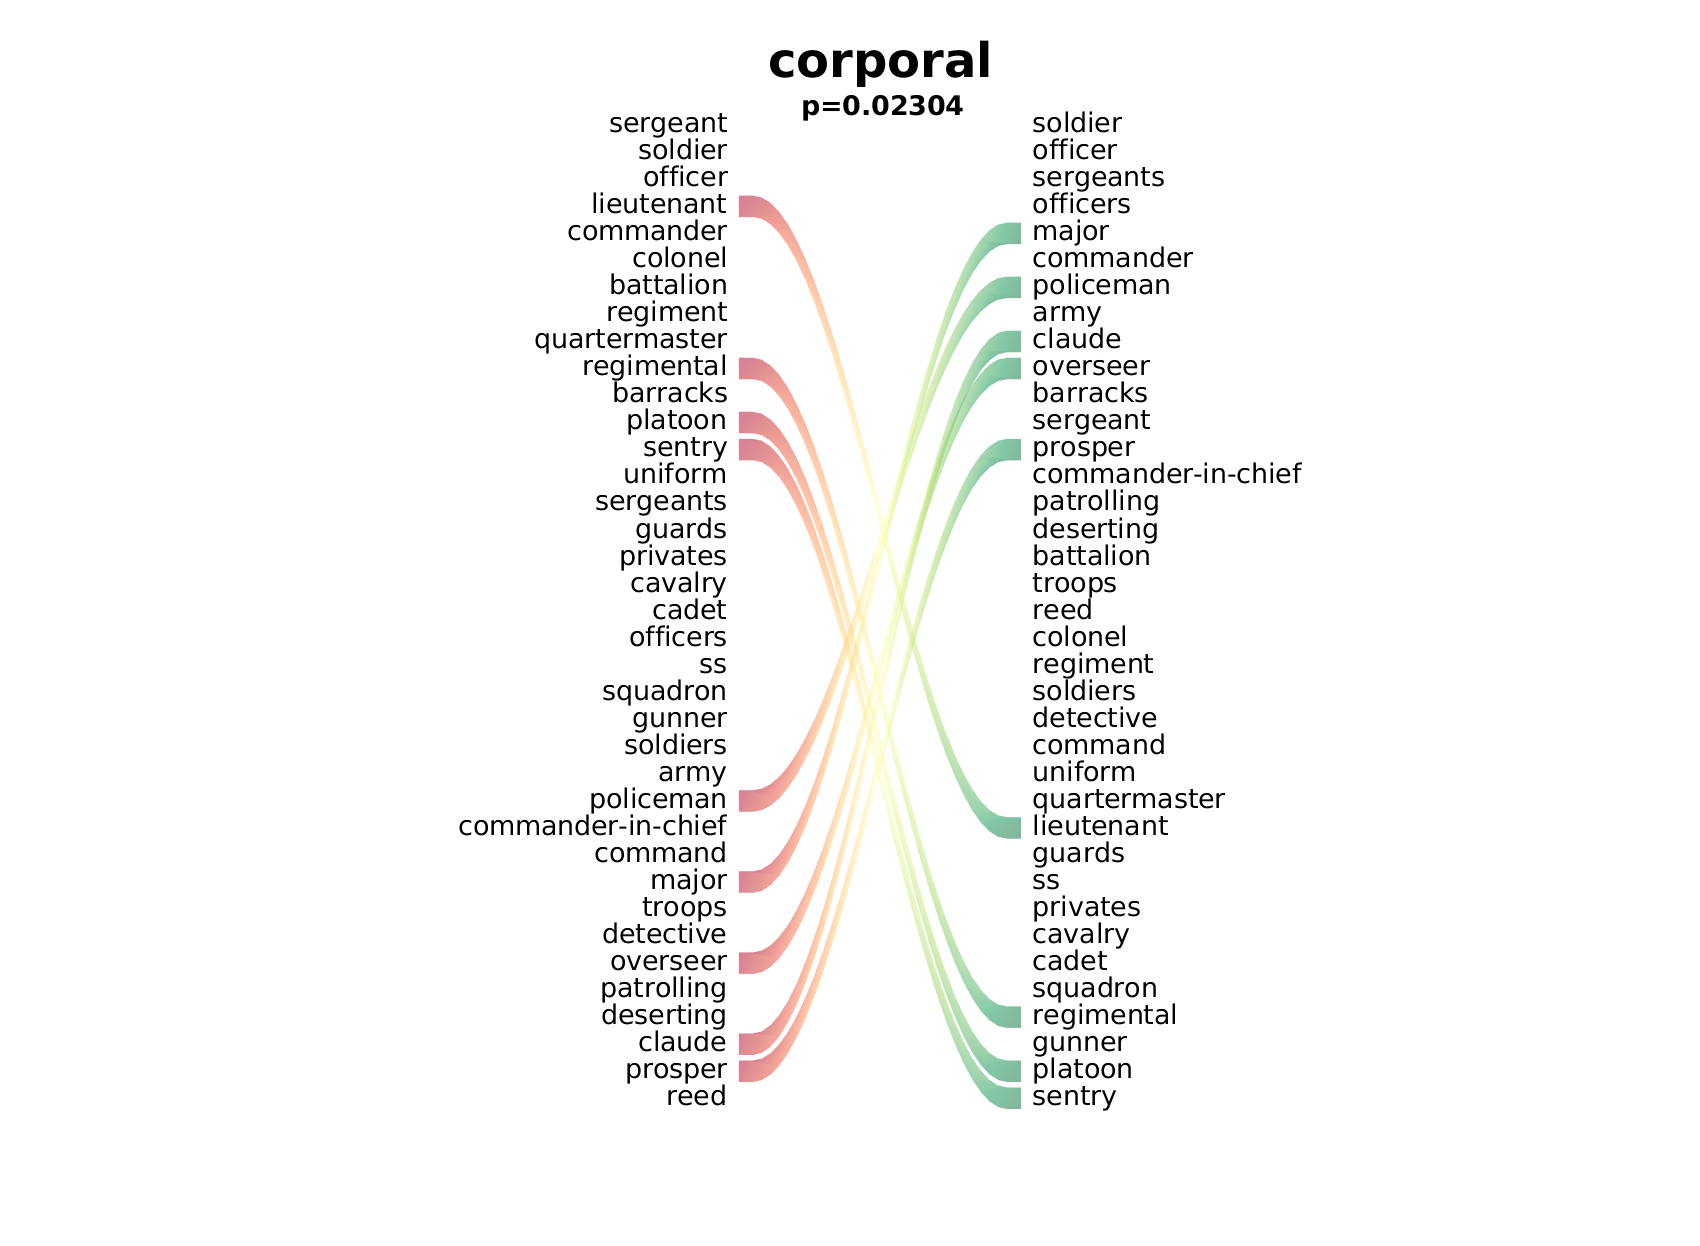 corporal
p=0.02304
sergeant
soldier
officer
lieutenant
commander
colonel
battalion
regiment
quartermaster
regimental
barracks
platoon
sentry
uniform
sergeants
guards
privates
cavalry
cadet
officers
ss
squadron
gunner
soldiers
army
policeman
commander-in-chief
command
major
troops
detective
overseer
patrolling
deserting
claude
prosper
reed
soldier
officer
sergeants
officers
major
commander
policeman
army
claude
overseer
barracks
sergeant
prosper
commander-in-chief
patrolling
deserting
battalion
troops
reed
colonel
regiment
soldiers
detective
command
uniform
quartermaster
lieutenant
guards
ss
privates
cavalry
cadet
squadron
regimental
gunner
platoon
sentry